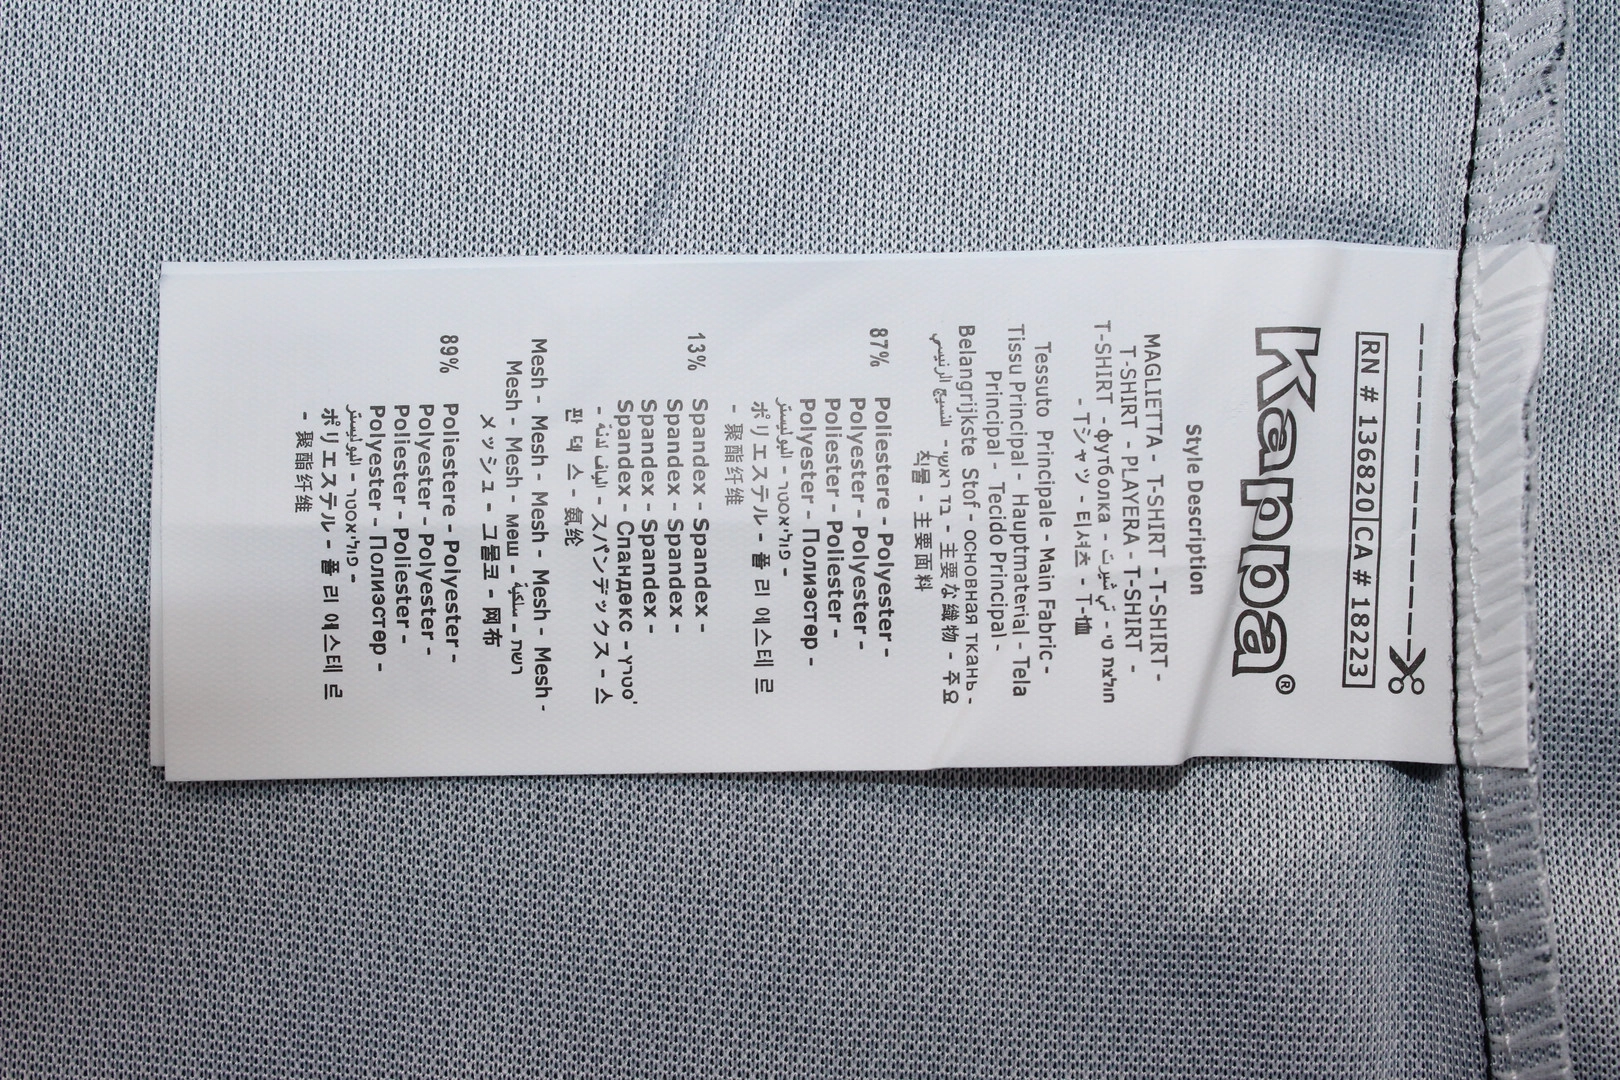 RN # 136820 CA # 18223
Kappa®
Style Description
MAGLIETTA - T-SHIRT - T-SHIRT -
T-SHIRT - PLAYERA - T-SHIRT -
T-SHIRT - футболка - تي شيرت - חולצת טי
- Tシャツ - 티셔츠 - T-恤
Tessuto Principale - Main Fabric -
Tissu Principal - Hauptmaterial - Tela
Principal - Tecido Principal -
Belangrijkste Stof - основная ткань -
النسيج الرئيسي - בד ראשי - 主要な織物 - 주요
직물 - 主要面料
87% Poliestere - Polyester -
Polyester - Polyester -
Poliester - Poliester -
Polyester - Полиэстер -
البوليستر - פוליאסטר -
ポリエステル - 폴 리 에스테 르
- 聚酯纤维
13% Spandex - Spandex -
Spandex - Spandex -
Spandex - Spandex -
Spandex - Спандекс - סטרץ'
- الياف لدنة - スパンデックス - 스
판 덱 스 - 氨纶
Mesh - Mesh - Mesh - Mesh - Mesh -
Mesh - Mesh - Меш - سلكية - רשת
メッシュ - 그물코 - 网布
89% Poliestere - Polyester -
Polyester - Polyester -
Poliester - Poliester -
Polyester - Полиэстер -
البوليستر - פוליאסטר -
ポリエステル - 폴 리 에스테 르
- 聚酯纤维